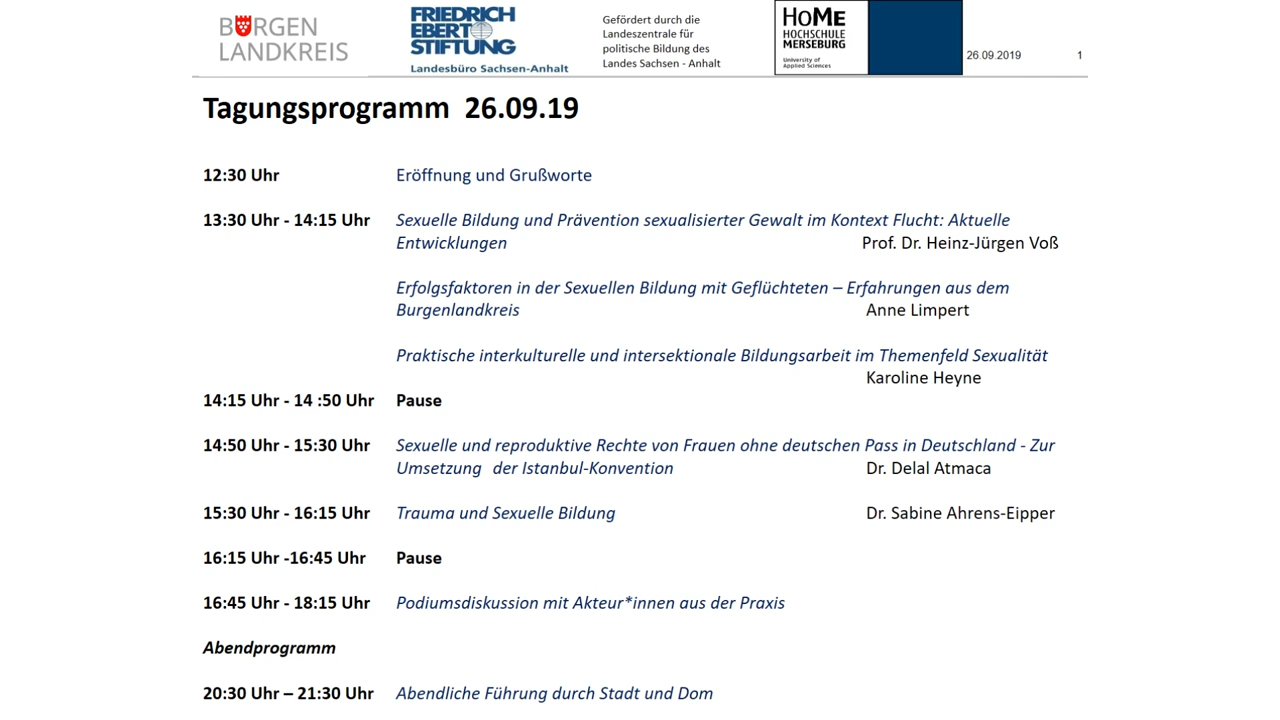 BURGEN
LANDKREIS
FRIEDRICH
EBERT
STIFTUNG
Landesbüro Sachsen-Anhalt
Gefördert durch die
Landeszentrale für
politische Bildung des
Landes Sachsen - Anhalt
HoMe
HOCHSCHULE
MERSEBURG
University of
Applied Sciences
26.09.2019 1
Tagungsprogramm 26.09.19
12:30 Uhr Eröffnung und Grußworte
13:30 Uhr - 14:15 Uhr Sexuelle Bildung und Prävention sexualisierter Gewalt im Kontext Flucht: Aktuelle
Entwicklungen Prof. Dr. Heinz-Jürgen Voß
Erfolgsfaktoren in der Sexuellen Bildung mit Geflüchteten – Erfahrungen aus dem
Burgenlandkreis Anne Limpert
Praktische interkulturelle und intersektionale Bildungsarbeit im Themenfeld Sexualität
Karoline Heyne
14:15 Uhr - 14 :50 Uhr Pause
14:50 Uhr - 15:30 Uhr Sexuelle und reproduktive Rechte von Frauen ohne deutschen Pass in Deutschland - Zur
Umsetzung der Istanbul-Konvention Dr. Delal Atmaca
15:30 Uhr - 16:15 Uhr Trauma und Sexuelle Bildung Dr. Sabine Ahrens-Eipper
16:15 Uhr -16:45 Uhr Pause
16:45 Uhr - 18:15 Uhr Podiumsdiskussion mit Akteur*innen aus der Praxis
Abendprogramm
20:30 Uhr – 21:30 Uhr Abendliche Führung durch Stadt und Dom